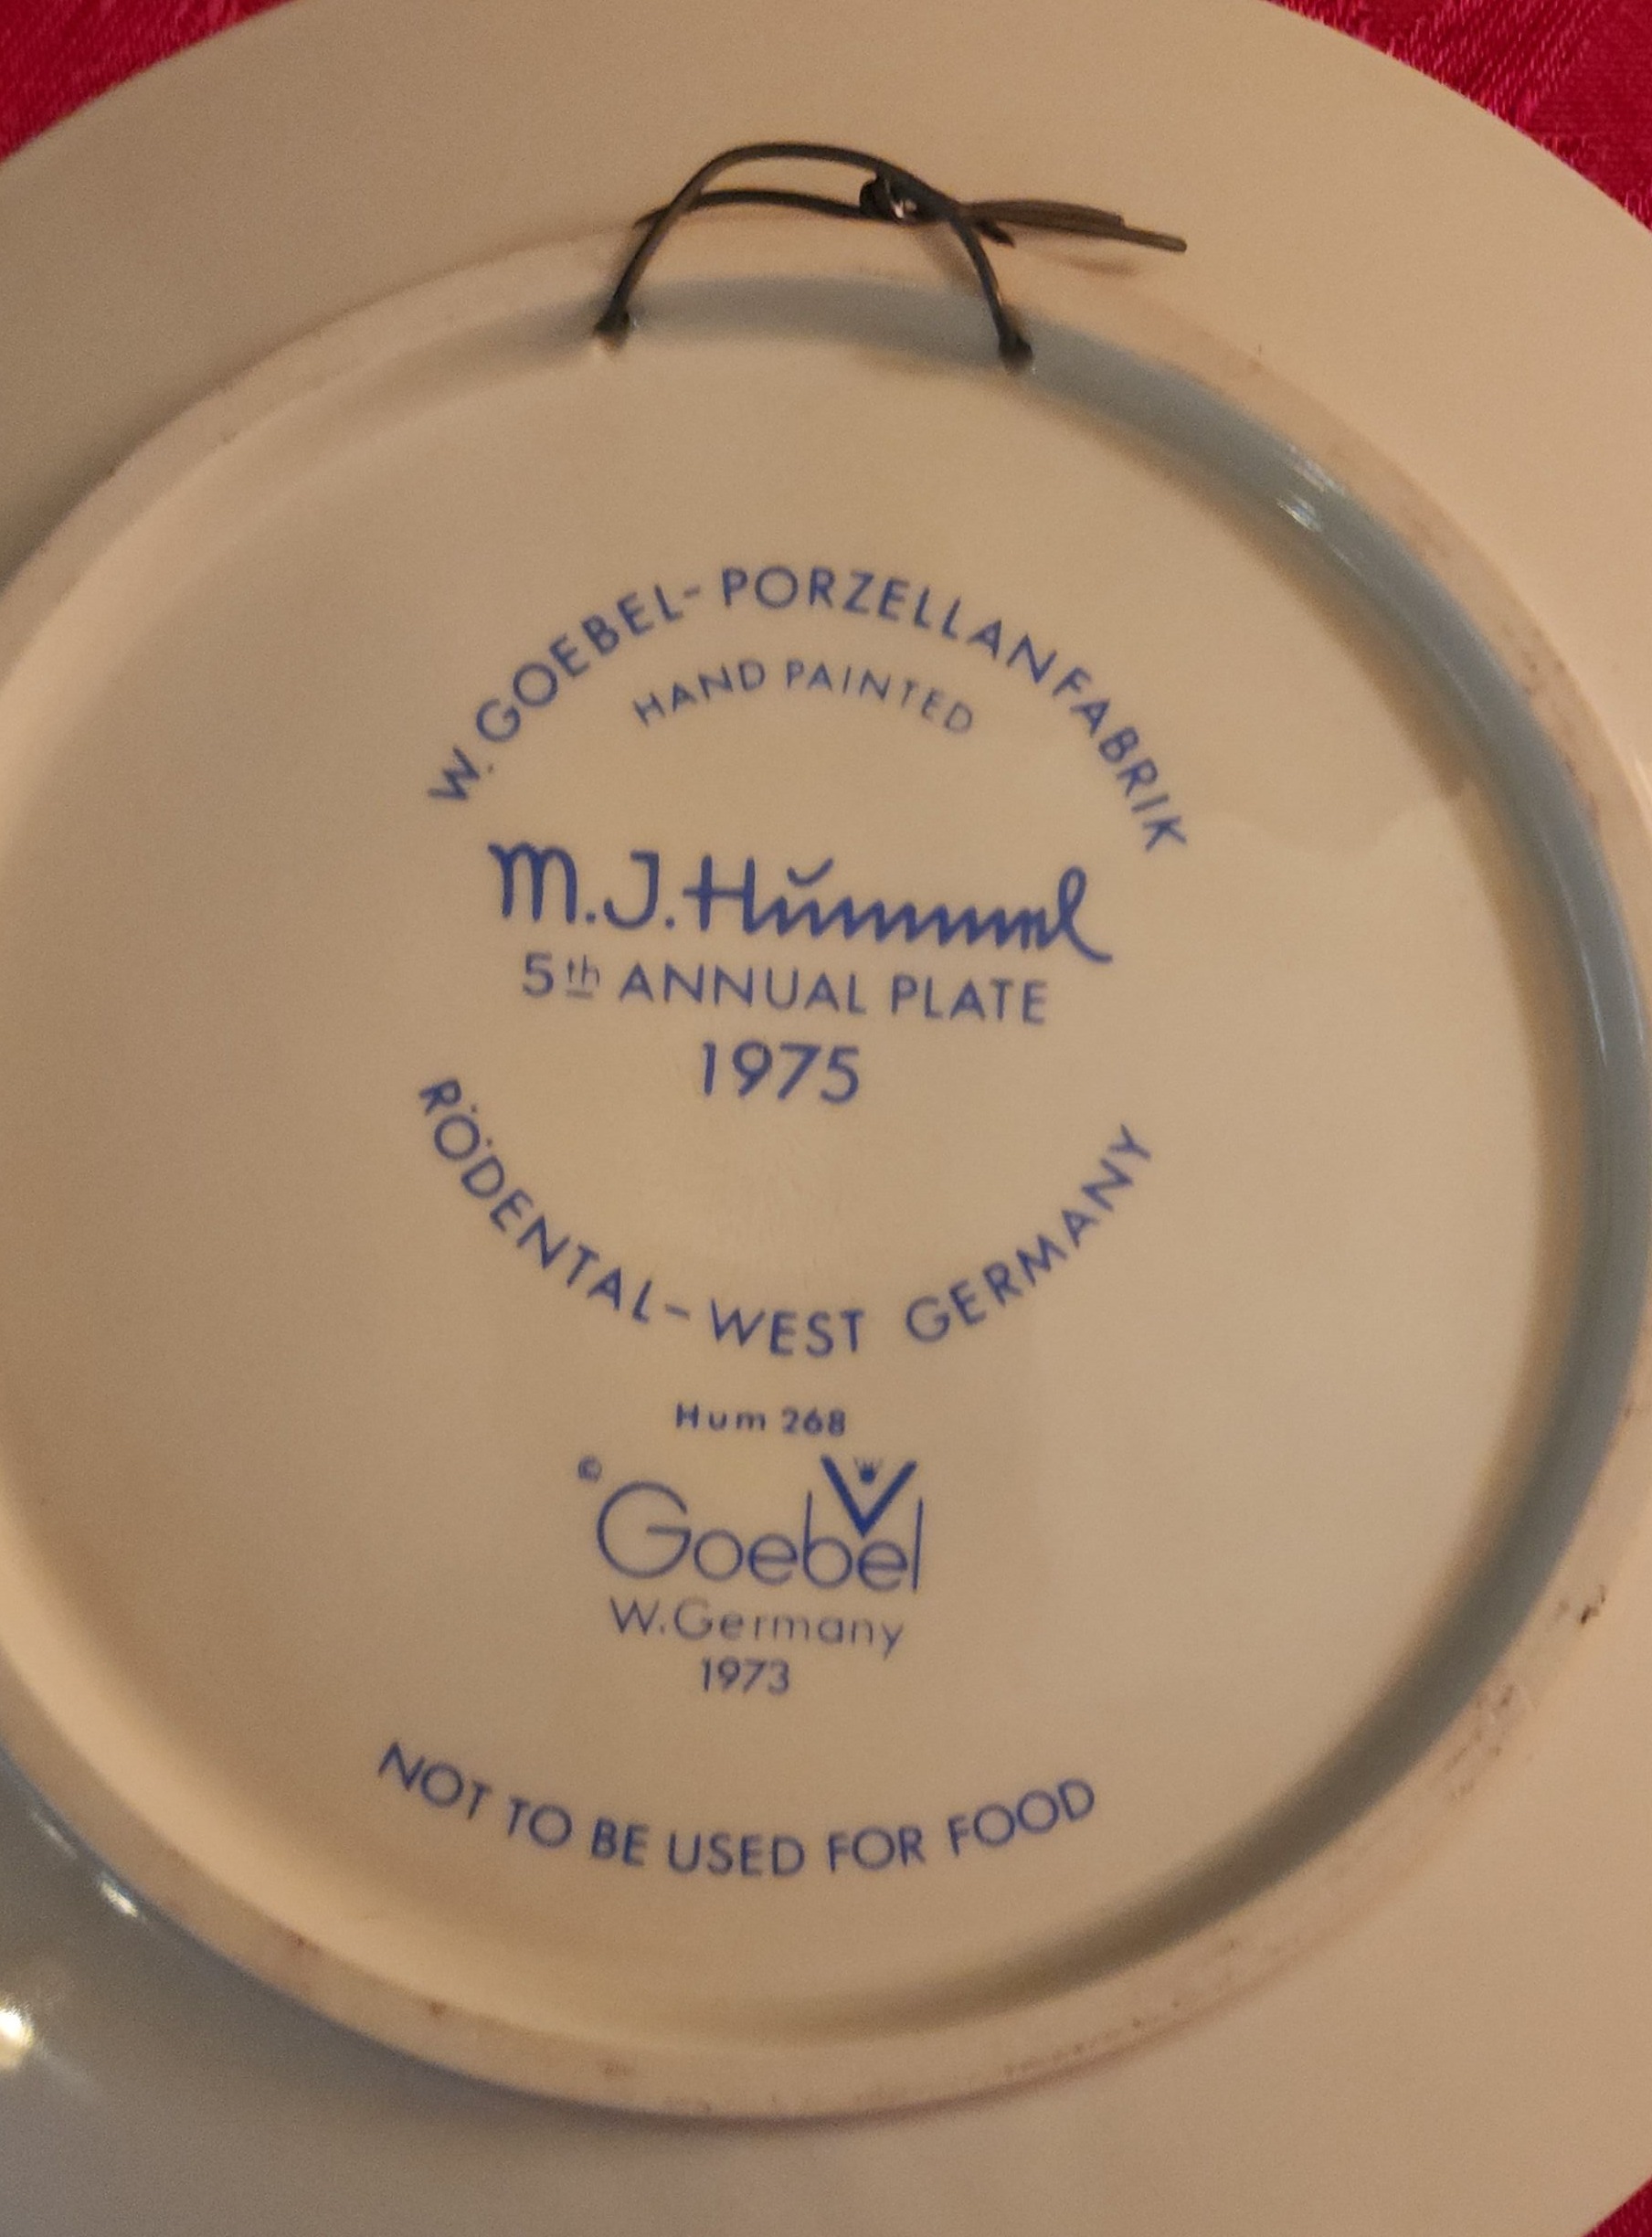 W. GOEBEL-PORZELLANFABRIK
HAND PAINTED
M.J. Hŭmmel
5th ANNUAL PLATE
1975
RÖDENTAL-WEST GERMANY
Hum 268
© Goebel
W.Germany
1973
NOT TO BE USED FOR FOOD